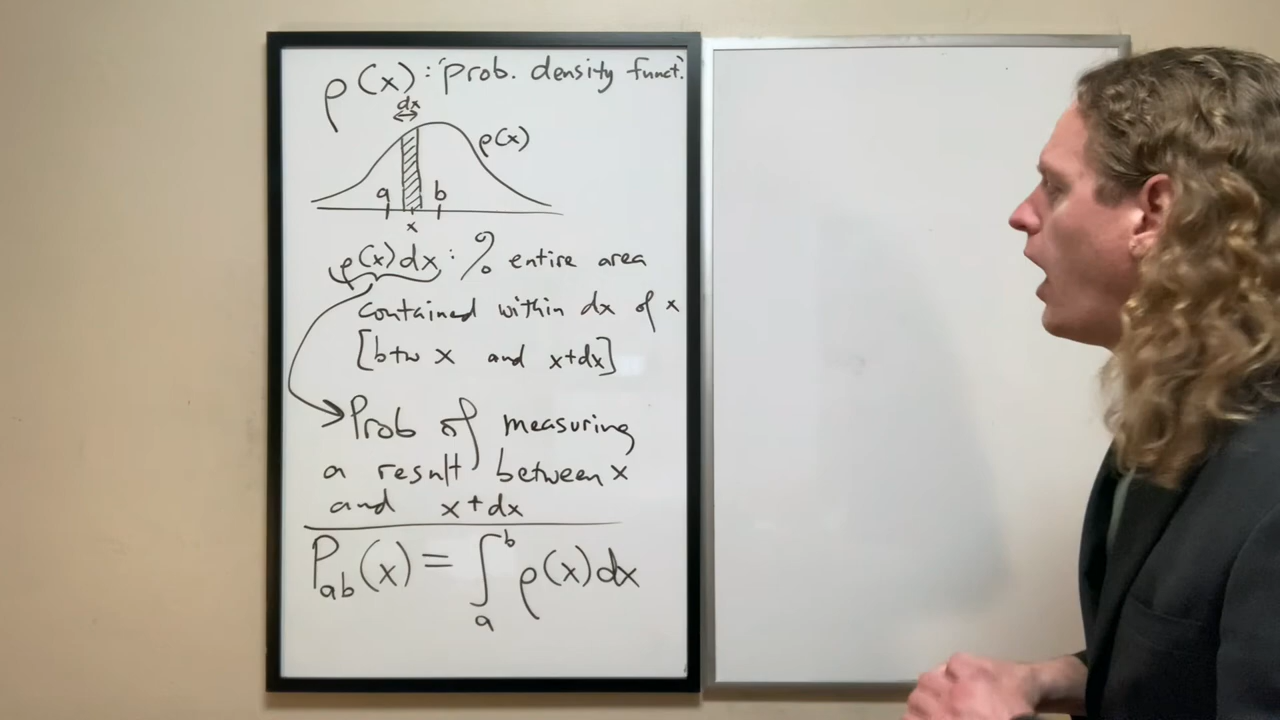 ρ(x): "prob. density funct."
dx
ρ(x)
a b
x
ρ(x)dx: % entire area
contained within dx of x
[btw x and x+dx]
Prob of measuring
a result between x
and x+dx
P_ab(x) = ∫_a^b ρ(x)dx